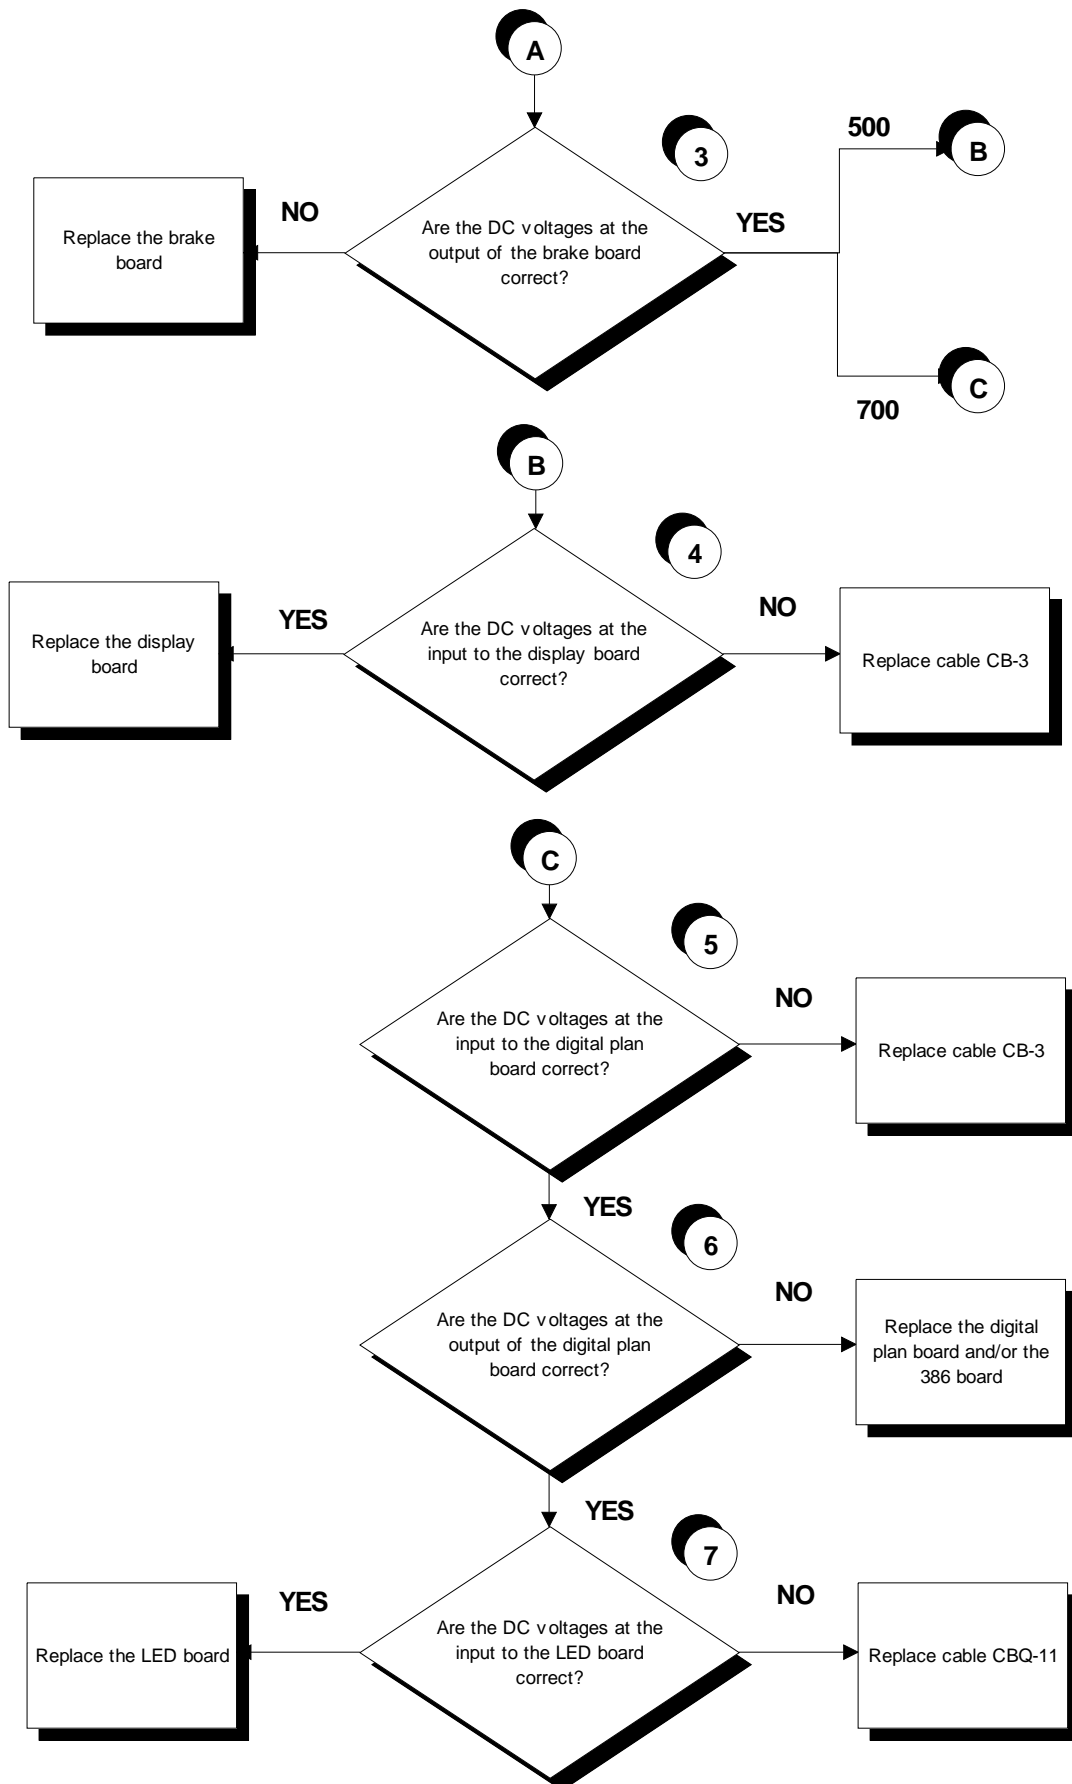 A
3
500
B
NO
YES
Replace the brake
board
Are the DC voltages at the
output of the brake board
correct?
700
C
B
4
YES
NO
Replace the display
board
Are the DC voltages at the
input to the display board
correct?
Replace cable CB-3
C
5
NO
Are the DC voltages at the
input to the digital plan
board correct?
Replace cable CB-3
YES
6
NO
Are the DC voltages at the
output of the digital plan
board correct?
Replace the digital
plan board and/or the
386 board
YES
7
YES
NO
Replace the LED board
Are the DC voltages at the
input to the LED board
correct?
Replace cable CBQ-11